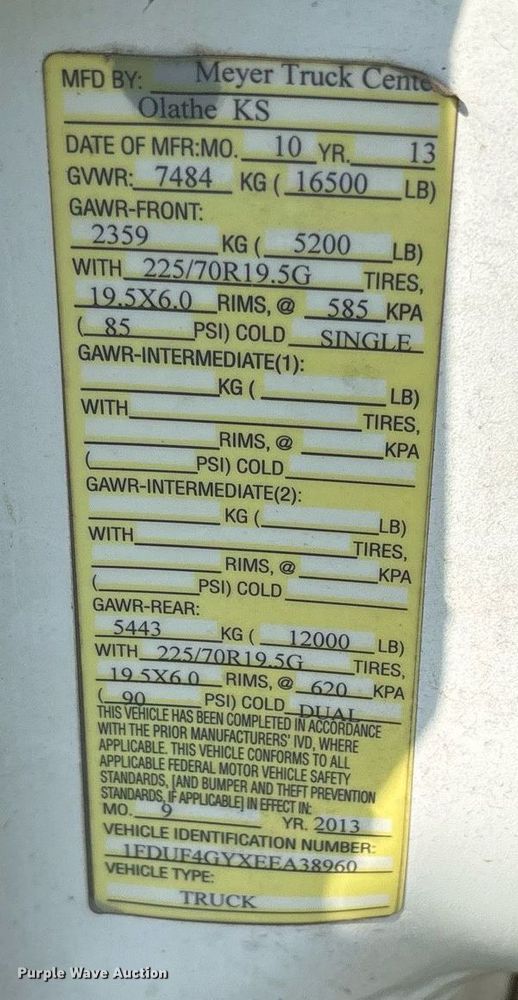 MFD BY: Meyer Truck Cente
Olathe KS
DATE OF MFR:MO. 10 YR. 13
GVWR: 7484 KG ( 16500 LB)
GAWR-FRONT:
2359 KG ( 5200 LB)
WITH 225/70R19.5G TIRES,
19.5X6.0 RIMS, @ 585 KPA
( 85 PSI) COLD SINGLE
GAWR-INTERMEDIATE(1):
KG ( LB)
WITH TIRES,
RIMS, @ KPA
( PSI) COLD
GAWR-INTERMEDIATE(2):
KG ( LB)
WITH TIRES,
RIMS, @ KPA
( PSI) COLD
GAWR-REAR:
5443 KG ( 12000 LB)
WITH 225/70R19.5G TIRES,
19.5X6.0 RIMS, @ 620 KPA
( 90 PSI) COLD DUAL
THIS VEHICLE HAS BEEN COMPLETED IN ACCORDANCE
WITH THE PRIOR MANUFACTURERS' IVD, WHERE
APPLICABLE. THIS VEHICLE CONFORMS TO ALL
APPLICABLE FEDERAL MOTOR VEHICLE SAFETY
STANDARDS, [AND BUMPER AND THEFT PREVENTION
STANDARDS, IF APPLICABLE] IN EFFECT IN:
MO. 9 YR. 2013
VEHICLE IDENTIFICATION NUMBER:
1FDUF4GYXEEA38960
VEHICLE TYPE:
TRUCK
Purple Wave Auction